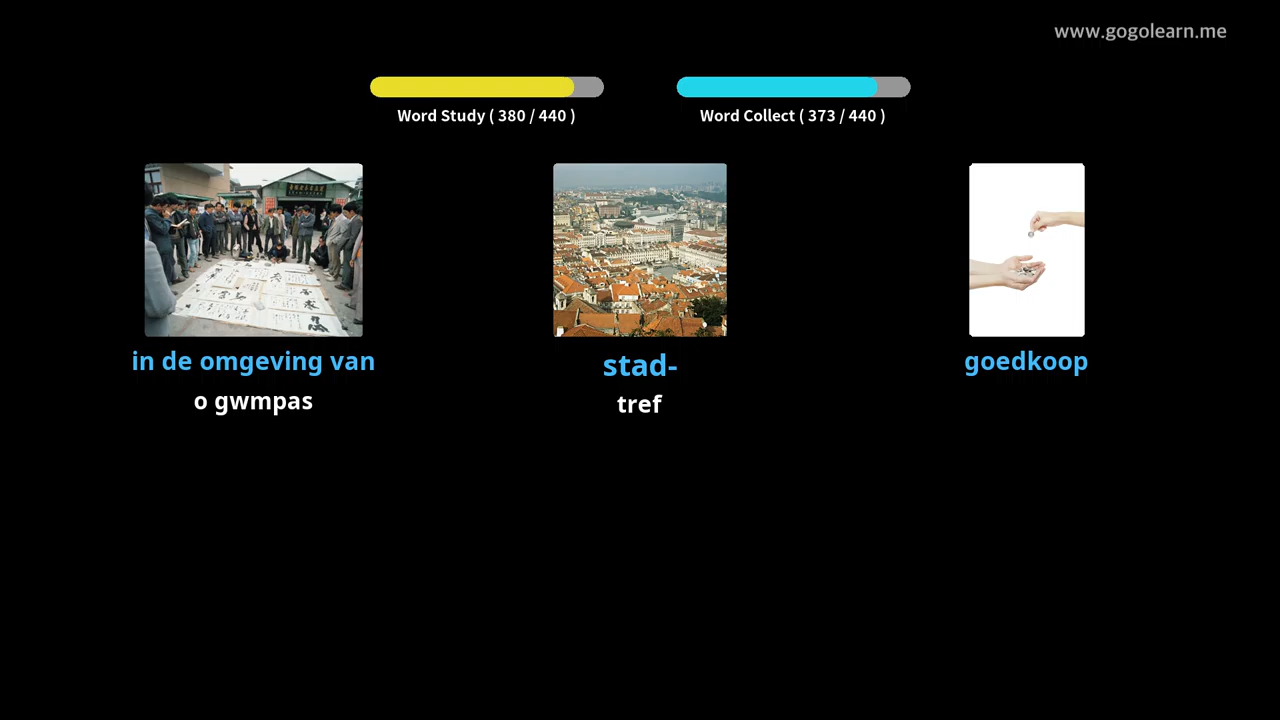 www.gogolearn.me
Word Study ( 380 / 440 )
Word Collect ( 373 / 440 )
in de omgeving van
o gwmpas
stad-
tref
goedkoop